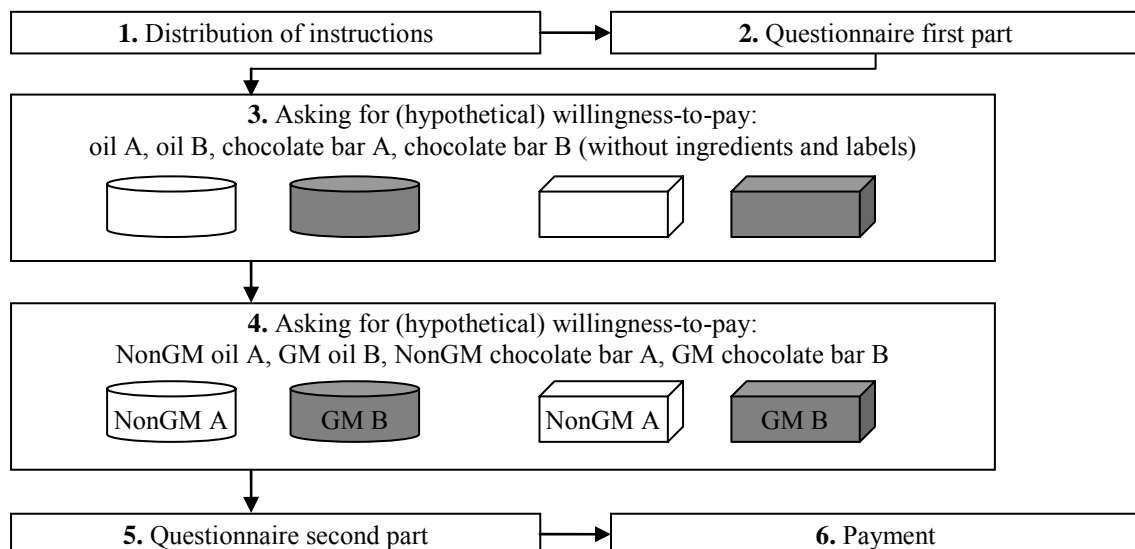 1. Distribution of instructions
2. Questionnaire first part
3. Asking for (hypothetical) willingness-to-pay:
oil A, oil B, chocolate bar A, chocolate bar B (without ingredients and labels)
4. Asking for (hypothetical) willingness-to-pay:
NonGM oil A, GM oil B, NonGM chocolate bar A, GM chocolate bar B
NonGM A
GM B
NonGM A
GM B
5. Questionnaire second part
6. Payment